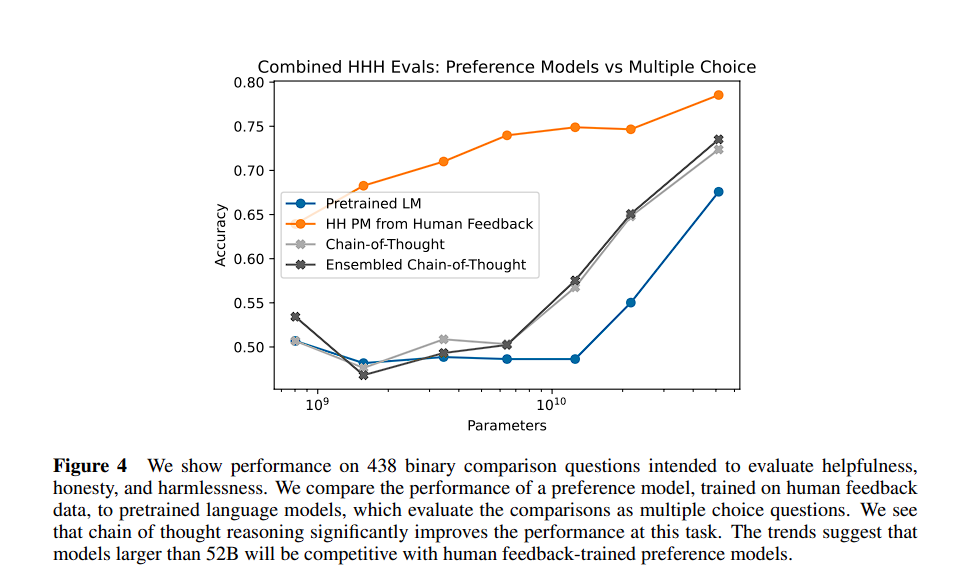 Combined HHH Evals: Preference Models vs Multiple Choice
0.80
0.75
0.70
0.65
0.60
0.55
0.50
Accuracy
Pretrained LM
HH PM from Human Feedback
Chain-of-Thought
Ensembled Chain-of-Thought
10⁹
10¹⁰
Parameters
Figure 4 We show performance on 438 binary comparison questions intended to evaluate helpfulness,
honesty, and harmlessness. We compare the performance of a preference model, trained on human feedback
data, to pretrained language models, which evaluate the comparisons as multiple choice questions. We see
that chain of thought reasoning significantly improves the performance at this task. The trends suggest that
models larger than 52B will be competitive with human feedback-trained preference models.